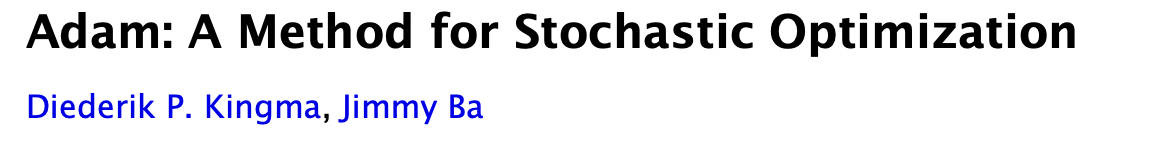 Adam: A Method for Stochastic Optimization
Diederik P. Kingma, Jimmy Ba